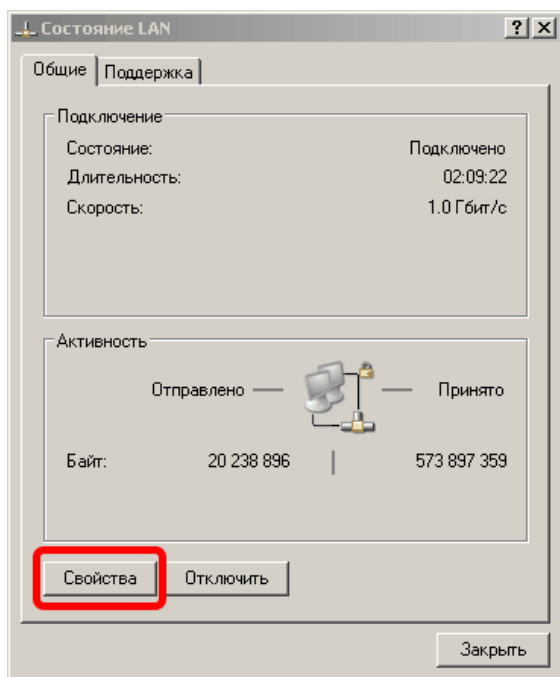 Состояние LAN
Общие Поддержка
Подключение
Состояние: Подключено
Длительность: 02:09:22
Скорость: 1.0 Гбит/с
Активность
Отправлено Принято
Байт: 20 238 896 573 897 359
Свойства Отключить
Закрыть